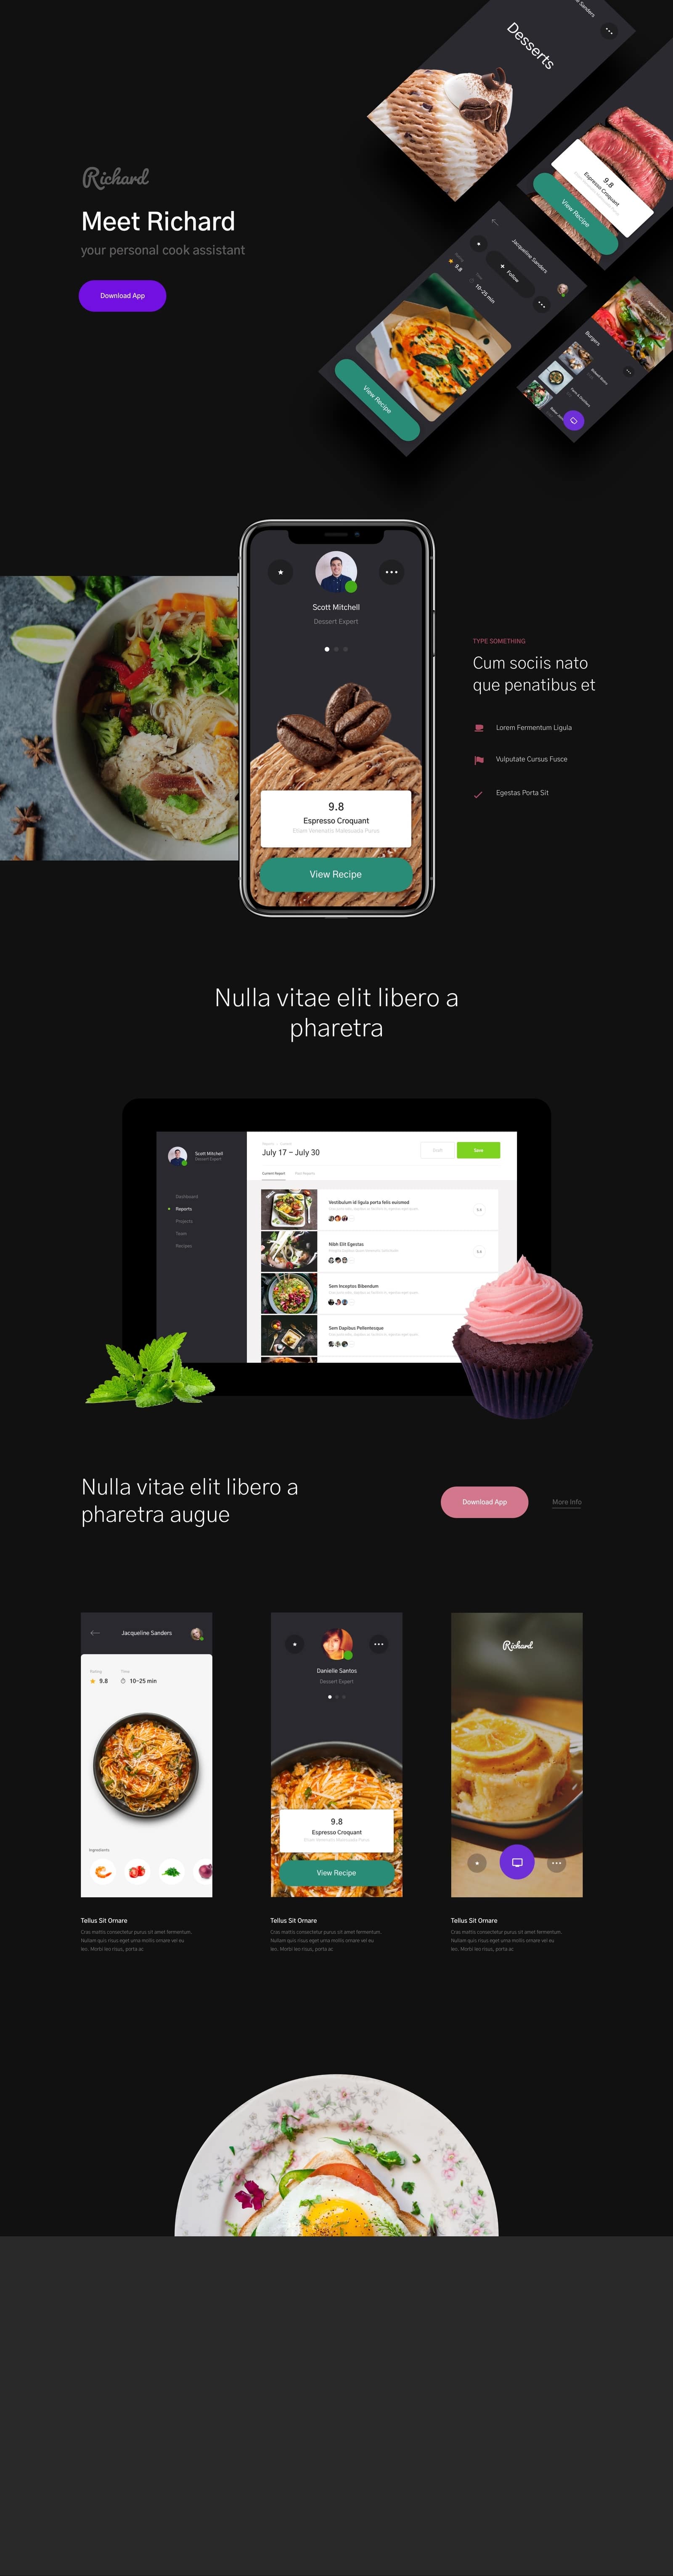 Desserts
Richard
Meet Richard
your personal cook assistant
Download App
9.8
Espresso Croquant
View Recipe
Jacqueline Sanders
Follow
9.8
10-25 min
View Recipe
Burgers
Scott Mitchell
Dessert Expert
9.8
Espresso Croquant
Etiam Venenatis Malesuada Purus
View Recipe
TYPE SOMETHING
Cum sociis nato
que penatibus et
Lorem Fermentum Ligula
Vulputate Cursus Fusce
Egestas Porta Sit
Nulla vitae elit libero a
pharetra
Scott Mitchell
Dessert Expert
Dashboard
Reports
Projects
Team
Recipes
July 17 – July 30
Draft
Save
Current Report
Vestibulum id ligula porta felis euismod
Nibh Elit Egestas
Sem Inceptos Bibendum
Sem Dapibus Pellentesque
Nulla vitae elit libero a
pharetra augue
Download App
More Info
Jacqueline Sanders
Rating
Time
9.8
10-25 min
Ingredients
Danielle Santos
Dessert Expert
9.8
Espresso Croquant
Etiam Venenatis Malesuada Purus
View Recipe
Richard
Tellus Sit Ornare
Cras mattis consectetur purus sit amet fermentum.
Nullam quis risus eget urna mollis ornare vel eu
leo. Morbi leo risus, porta ac
Tellus Sit Ornare
Cras mattis consectetur purus sit amet fermentum.
Nullam quis risus eget urna mollis ornare vel eu
leo. Morbi leo risus, porta ac
Tellus Sit Ornare
Cras mattis consectetur purus sit amet fermentum.
Nullam quis risus eget urna mollis ornare vel eu
leo. Morbi leo risus, porta ac